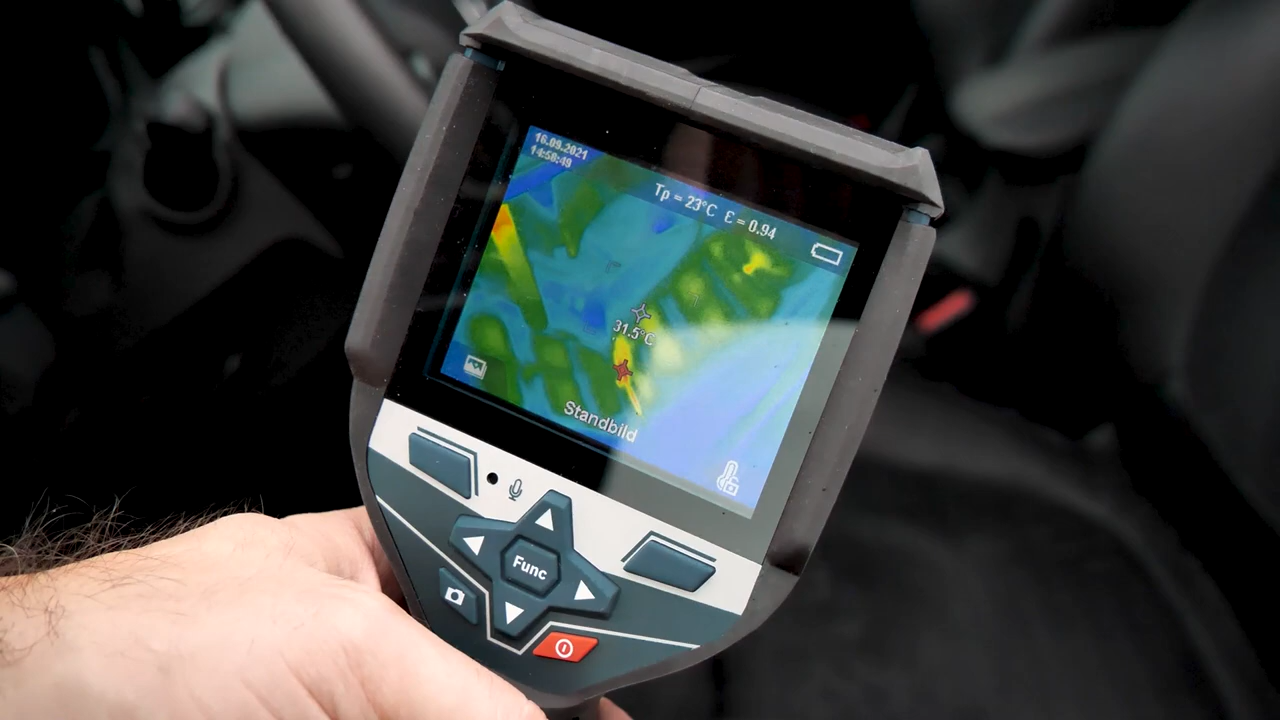 16.09.2021
14:58:49
Tp = 23°C ε = 0.94
31.5°C
Standbild
Func